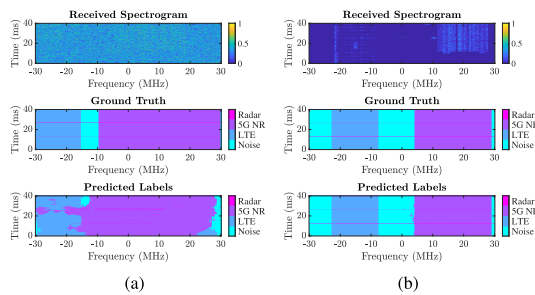 Received Spectrogram
Time (ms)
40
20
0
-30 -20 -10 0 10 20 30
Frequency (MHz)
1
0.5
0
Ground Truth
Time (ms)
40
20
0
-30 -20 -10 0 10 20 30
Frequency (MHz)
Radar
5G NR
LTE
Noise
Predicted Labels
Time (ms)
40
20
0
-30 -20 -10 0 10 20 30
Frequency (MHz)
Radar
5G NR
LTE
Noise
(a)
Received Spectrogram
Time (ms)
40
20
0
-30 -20 -10 0 10 20 30
Frequency (MHz)
1
0.5
0
Ground Truth
Time (ms)
40
20
0
-30 -20 -10 0 10 20 30
Frequency (MHz)
Radar
5G NR
LTE
Noise
Predicted Labels
Time (ms)
40
20
0
-30 -20 -10 0 10 20 30
Frequency (MHz)
Radar
5G NR
LTE
Noise
(b)